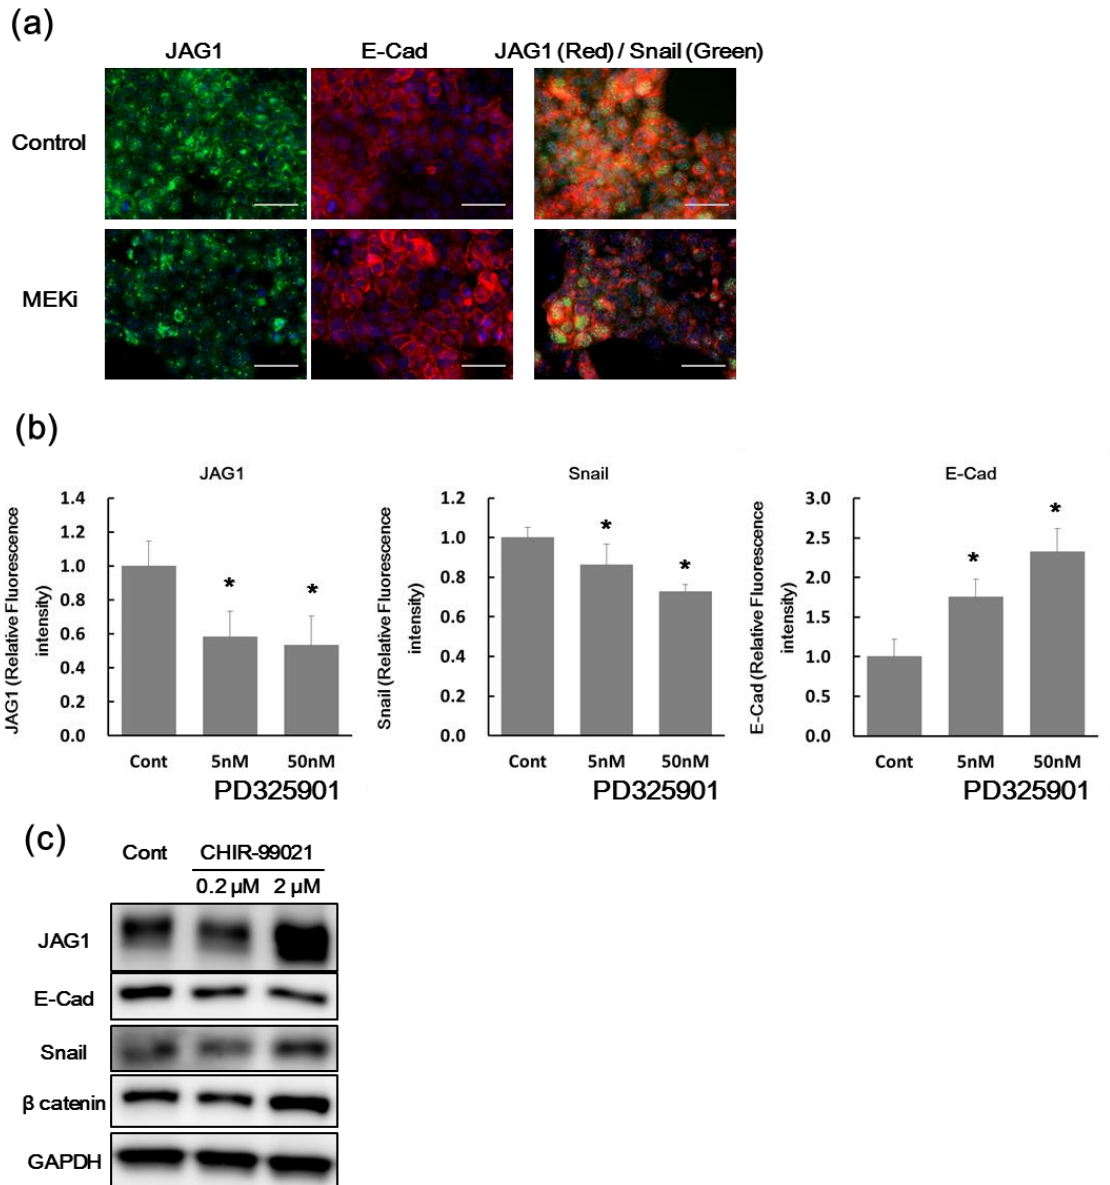 (a)
JAG1
E-Cad
JAG1 (Red) / Snail (Green)
Control
MEKi
(b)
JAG1
JAG1 (Relative Fluorescence
intensity)
1.4
1.2
1.0
0.8
0.6
0.4
0.2
0.0
*
*
Cont
5nM
50nM
PD325901
Snail
Snail (Relative Fluorescence
intensity)
1.2
1.0
0.8
0.6
0.4
0.2
0.0
*
*
Cont
5nM
50nM
PD325901
E-Cad
E-Cad (Relative Fluorescence
intensity)
3.0
2.5
2.0
1.5
1.0
0.5
0.0
*
*
Cont
5nM
50nM
PD325901
(c)
Cont
CHIR-99021
0.2 µM
2 µM
JAG1
E-Cad
Snail
β catenin
GAPDH